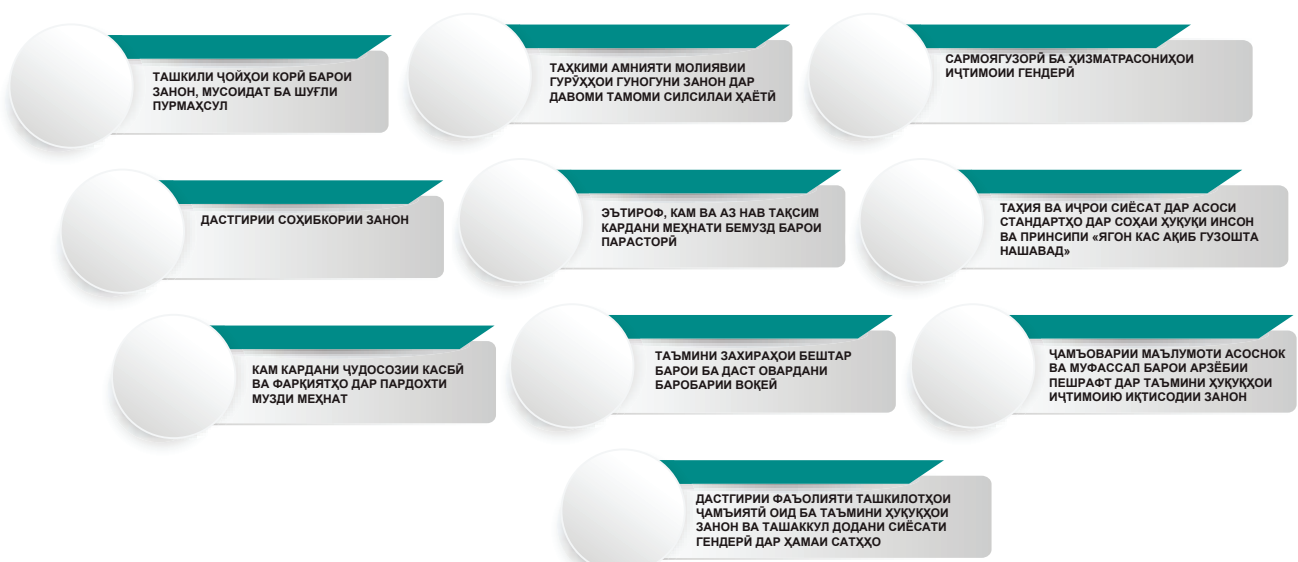 ТАШКИЛИ ҶОЙҲОИ КОРӢ БАРОИ
ЗАНОН, МУСОИДАТ БА ШУҒЛИ
ПУРМАҲСУЛ
ТАҲКИМИ АМНИЯТИ МОЛИЯВИИ
ГУРӮҲҲОИ ГУНОГУНИ ЗАНОН ДАР
ДАВОМИ ТАМОМИ СИЛСИЛАИ ҲАЁТӢ
САРМОЯГУЗОРӢ БА ҲИЗМАТРАСОНИҲОИ
ИҶТИМОИИ ГЕНДЕРӢ
ДАСТГИРИИ СОҲИБКОРИИ ЗАНОН
ЭЪТИРОФ, КАМ ВА АЗ НАВ ТАҚСИМ
КАРДАНИ МЕҲНАТИ БЕМУЗД БАРОИ
ПАРАСТОРӢ
ТАҲИЯ ВА ИҶРОИ СИЁСАТ ДАР АСОСИ
СТАНДАРТҲО ДАР СОҲАИ ҲУҚУҚИ ИНСОН
ВА ПРИНСИПИ «ЯГОН КАС АҚИБ ГУЗОШТА
НАШАВАД»
КАМ КАРДАНИ ҶУДОСОЗИИ КАСБӢ
ВА ФАРҚИЯТҲО ДАР ПАРДОХТИ
МУЗДИ МЕҲНАТ
ТАЪМИНИ ЗАХИРАҲОИ БЕШТАР
БАРОИ БА ДАСТ ОВАРДАНИ
БАРОБАРИИ ВОҚЕӢ
ҶАМЪОВАРИИ МАЪЛУМОТИ АСОСНОК
ВА МУФАССАЛ БАРОИ АРЗЁБИИ
ПЕШРАФТ ДАР ТАЪМИНИ ҲУҚУҚҲОИ
ИҶТИМОИЮ ИҚТИСОДИИ ЗАНОН
ДАСТГИРИИ ФАЪОЛИЯТИ ТАШКИЛОТҲОИ
ҶАМЪИЯТӢ ОИД БА ТАЪМИНИ ҲУҚУҚҲОИ
ЗАНОН ВА ТАШАККУЛ ДОДАНИ СИЁСАТИ
ГЕНДЕРӢ ДАР ҲАМАИ САТҲҲО